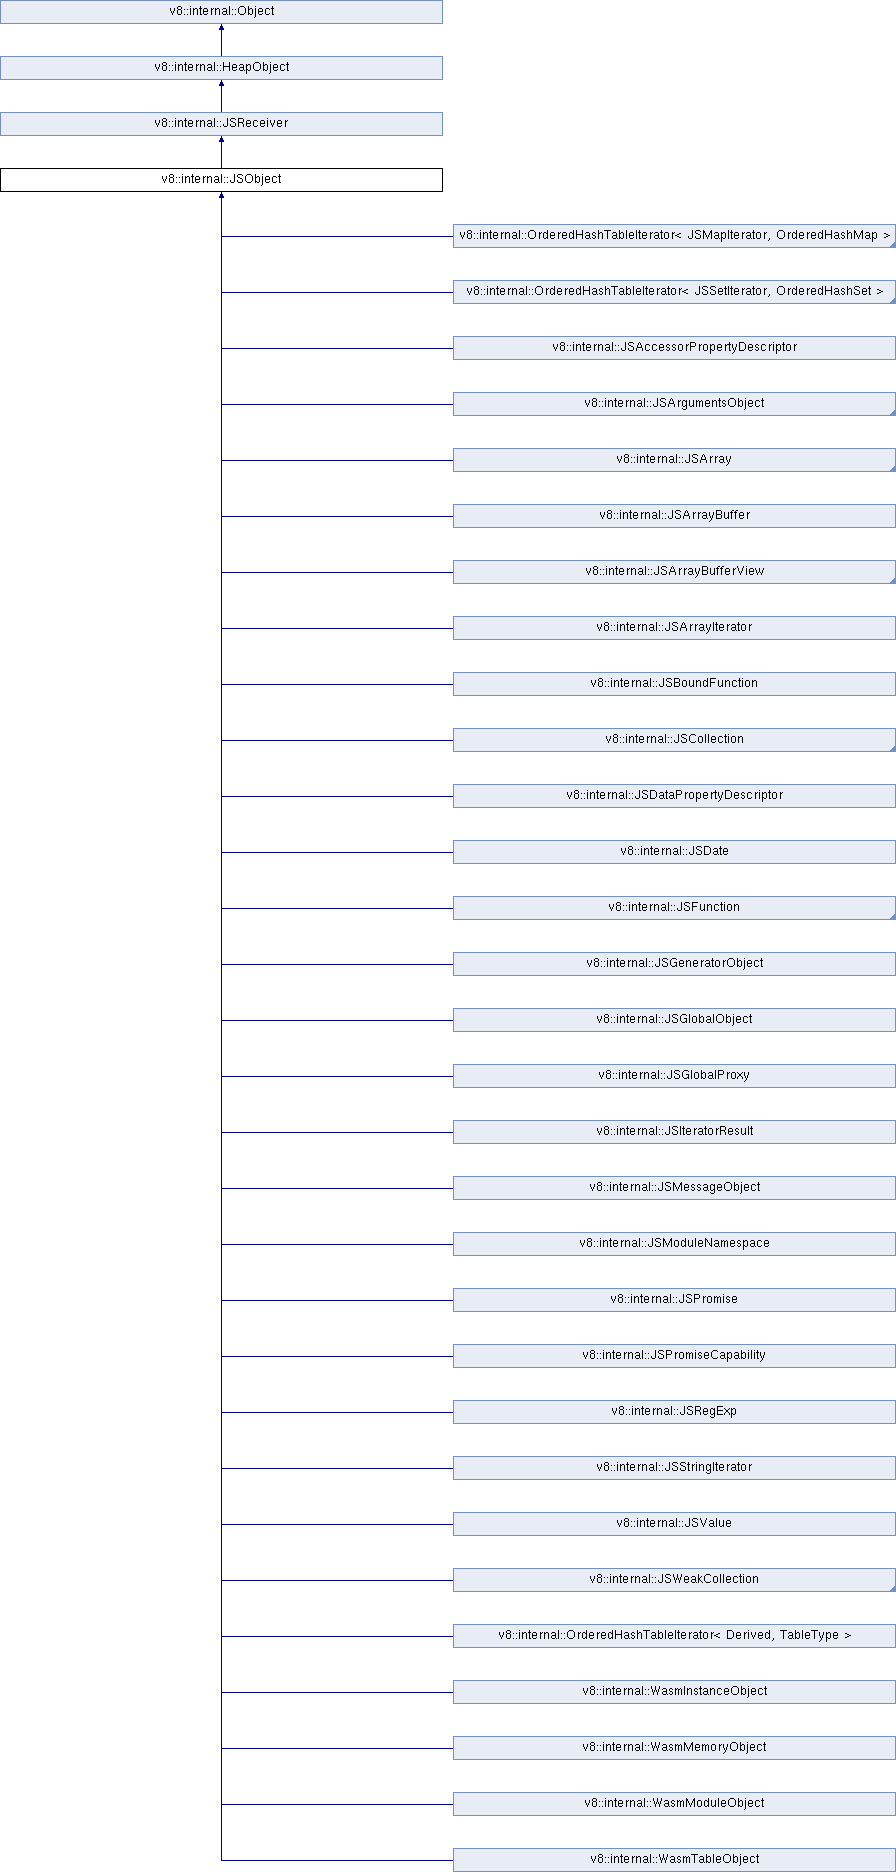 v8::internal::Object
v8::internal::HeapObject
v8::internal::JSReceiver
v8::internal::JSObject
v8::internal::OrderedHashTableIterator< JSMapIterator, OrderedHashMap >
v8::internal::OrderedHashTableIterator< JSSetIterator, OrderedHashSet >
v8::internal::JSAccessorPropertyDescriptor
v8::internal::JSArgumentsObject
v8::internal::JSArray
v8::internal::JSArrayBuffer
v8::internal::JSArrayBufferView
v8::internal::JSArrayIterator
v8::internal::JSBoundFunction
v8::internal::JSCollection
v8::internal::JSDataPropertyDescriptor
v8::internal::JSDate
v8::internal::JSFunction
v8::internal::JSGeneratorObject
v8::internal::JSGlobalObject
v8::internal::JSGlobalProxy
v8::internal::JSIteratorResult
v8::internal::JSMessageObject
v8::internal::JSModuleNamespace
v8::internal::JSPromise
v8::internal::JSPromiseCapability
v8::internal::JSRegExp
v8::internal::JSStringIterator
v8::internal::JSValue
v8::internal::JSWeakCollection
v8::internal::OrderedHashTableIterator< Derived, TableType >
v8::internal::WasmInstanceObject
v8::internal::WasmMemoryObject
v8::internal::WasmModuleObject
v8::internal::WasmTableObject